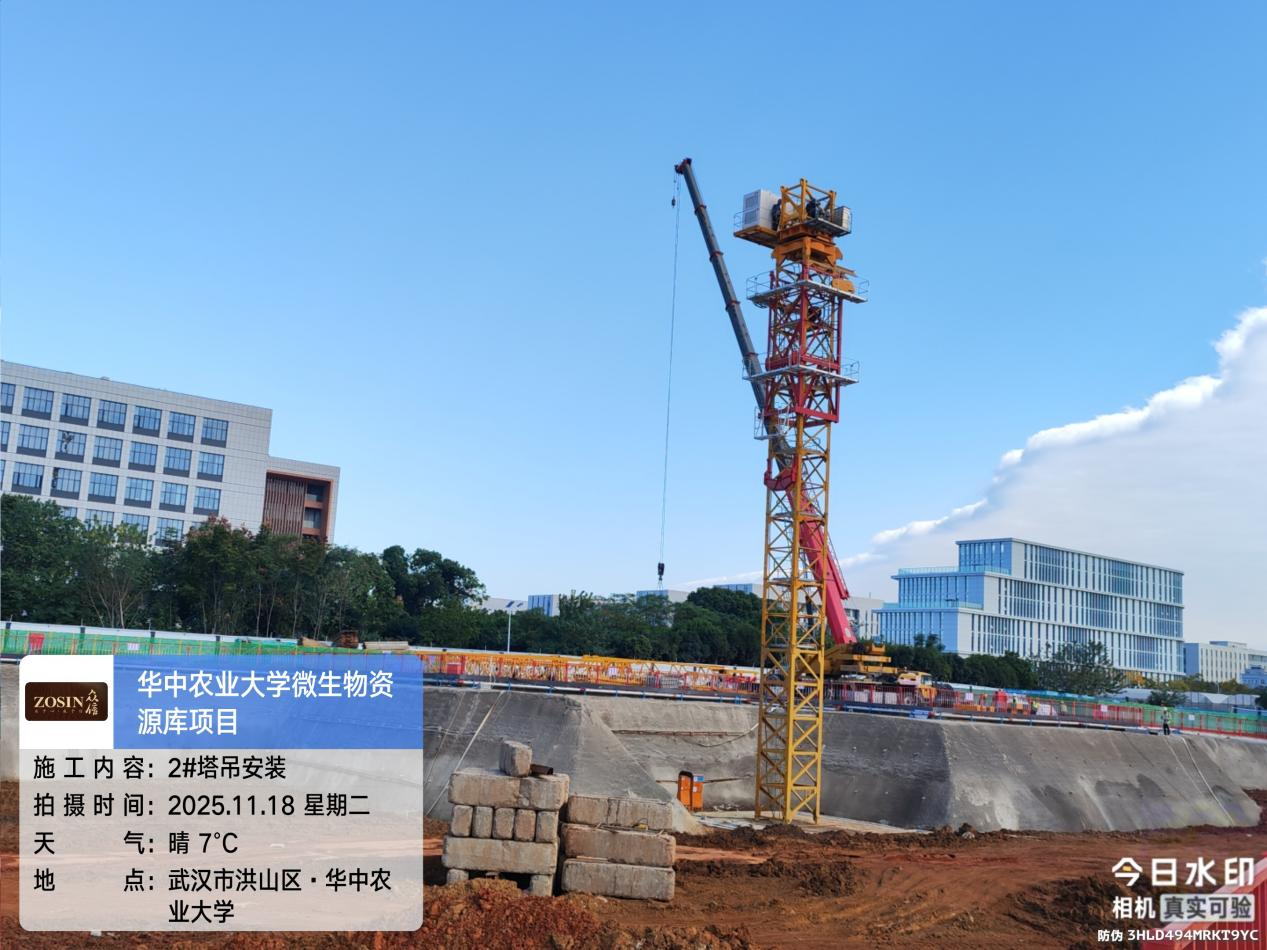 ZOSIN 众信
华中农业大学微生物资
源库项目
施工内容：2#塔吊安装
拍摄时间：2025.11.18 星期二
天气：晴 7°C
地点：武汉市洪山区·华中农
业大学
今日水印
相机 真实可验
防伪 3HLD494MRKT9YC